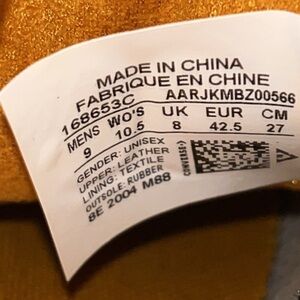 MADE IN CHINA
FABRIQUE EN CHINE
168653C AARJKMBZ00566
MENS WO'S UK EUR CM
9 10.5 8 42.5 27
GENDER: UNISEX
UPPER: LEATHER
LINING: TEXTILE
OUTSOLE: RUBBER
8E 2004 M88
CONVERSE